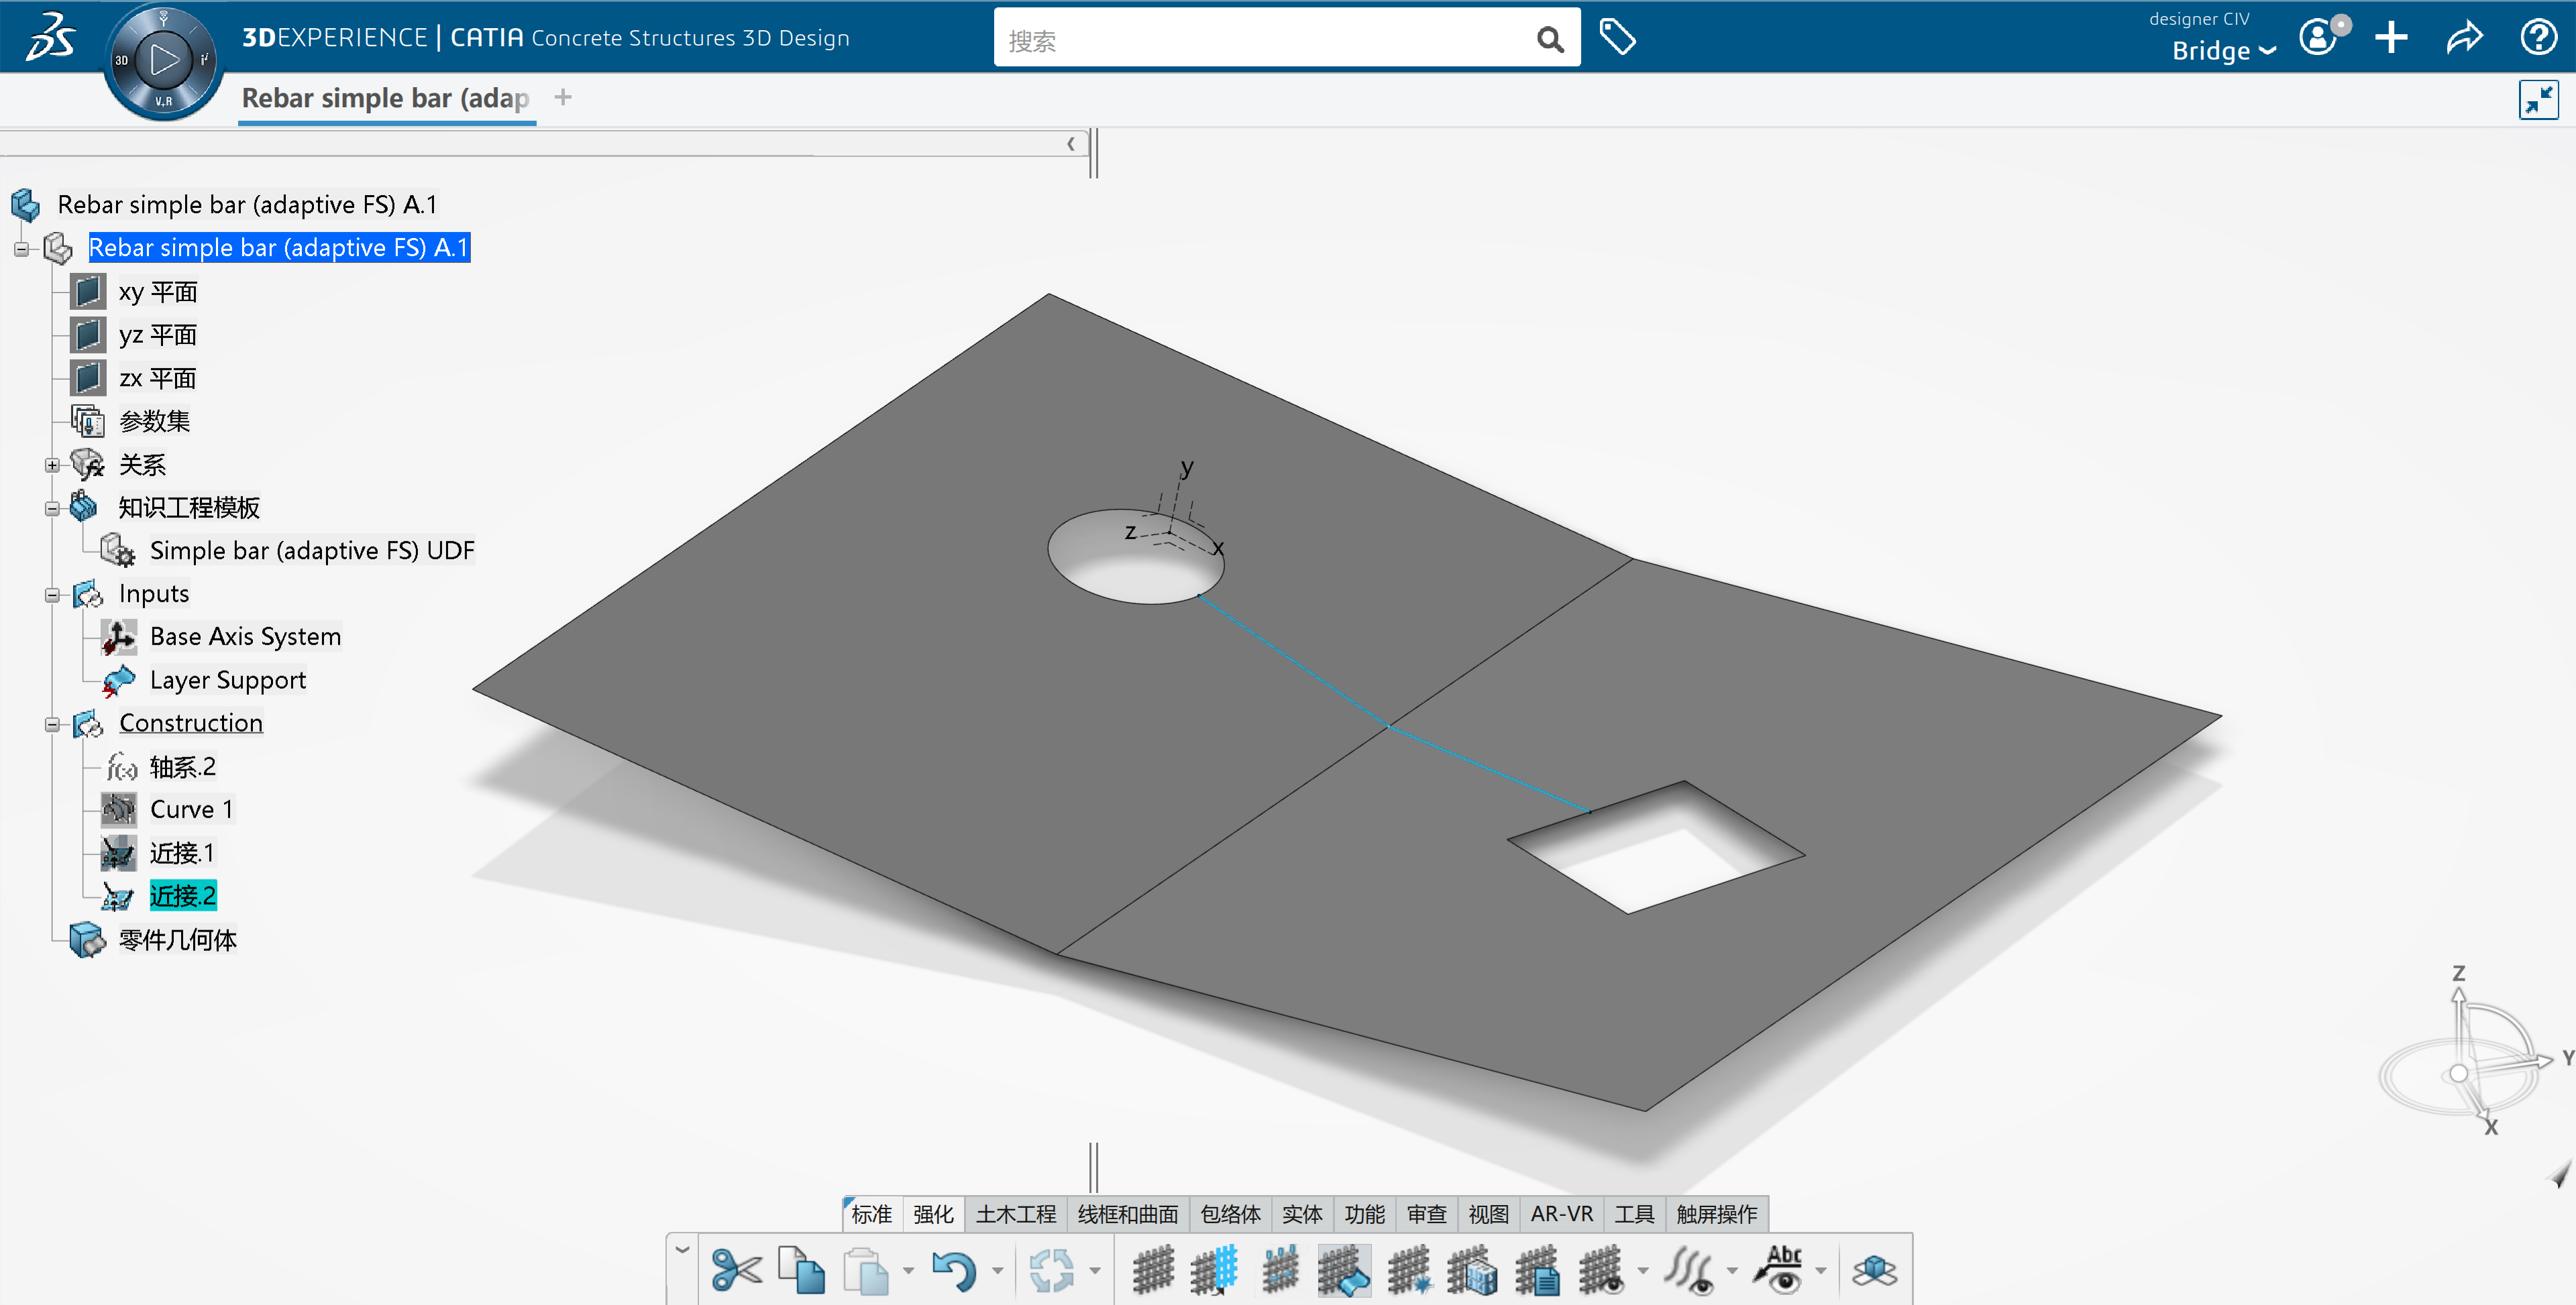 3DEXPERIENCE | CATIA Concrete Structures 3D Design
搜索
designer CIV
Bridge
3D
V,R
Rebar simple bar (adap
Rebar simple bar (adaptive FS) A.1
Rebar simple bar (adaptive FS) A.1
xy 平面
yz 平面
zx 平面
参数集
关系
知识工程模板
Simple bar (adaptive FS) UDF
Inputs
Base Axis System
Layer Support
Construction
轴系.2
Curve 1
近接.1
近接.2
零件几何体
y
z
x
Z
Y
X
标准 强化 土木工程 线框和曲面 包络体 实体 功能 审查 视图 AR-VR 工具 触屏操作
Abc